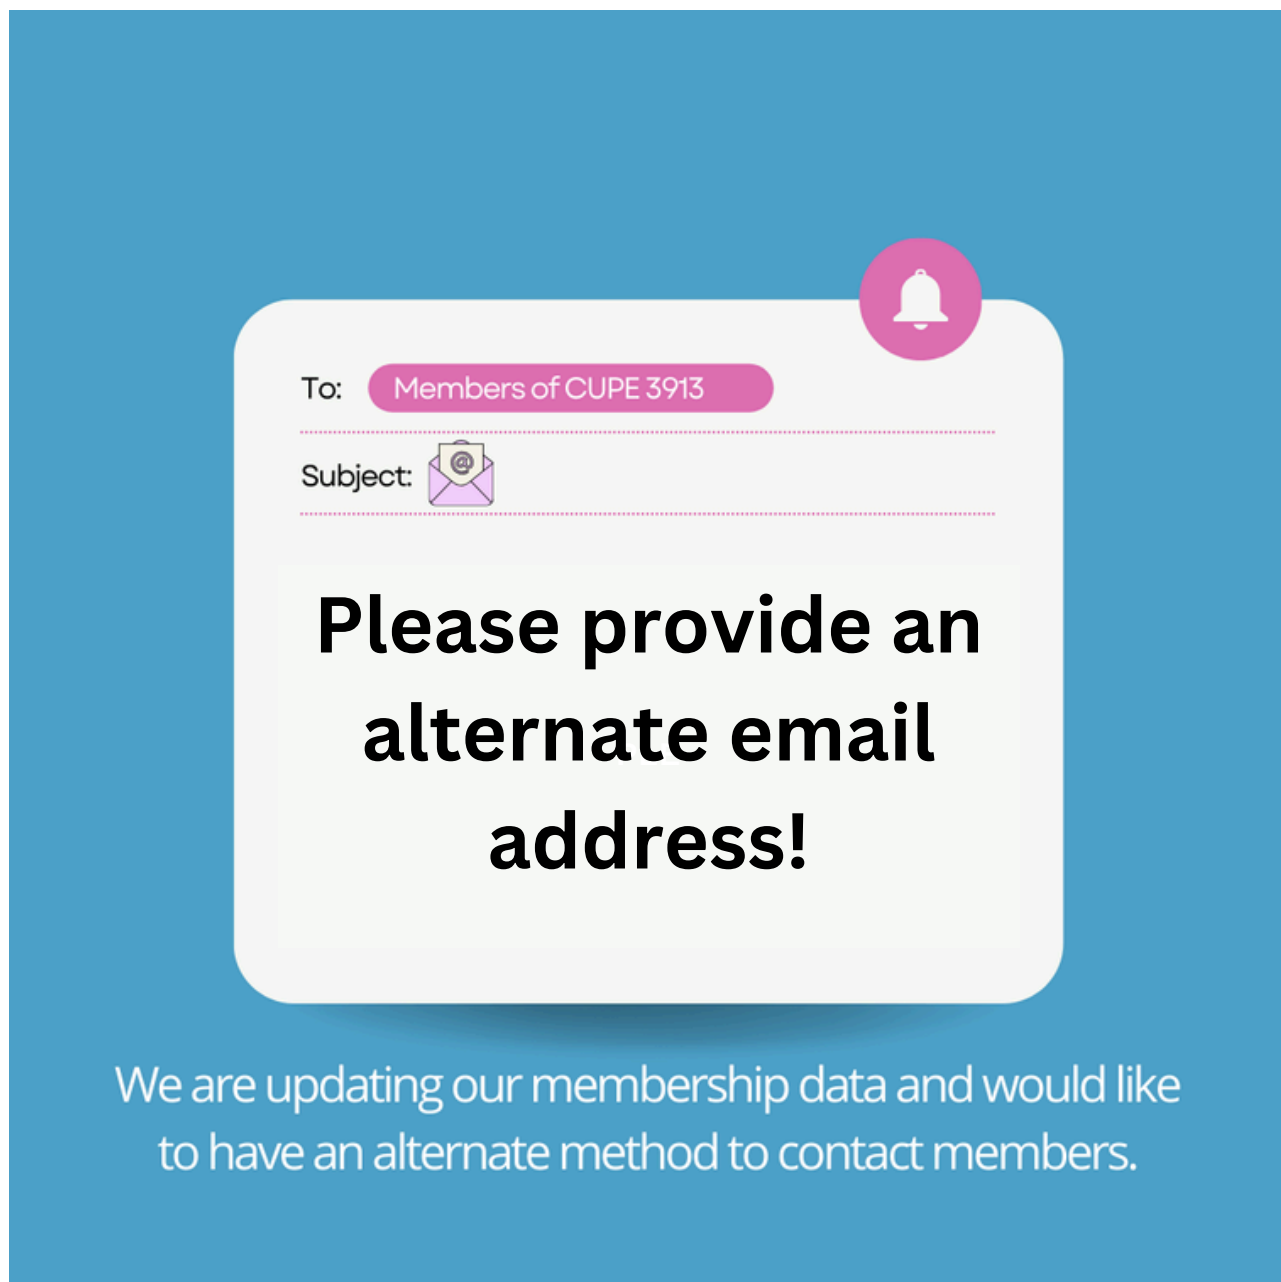 To: Members of CUPE 3913
Subject: @
Please provide an
alternate email
address!
We are updating our membership data and would like
to have an alternate method to contact members.